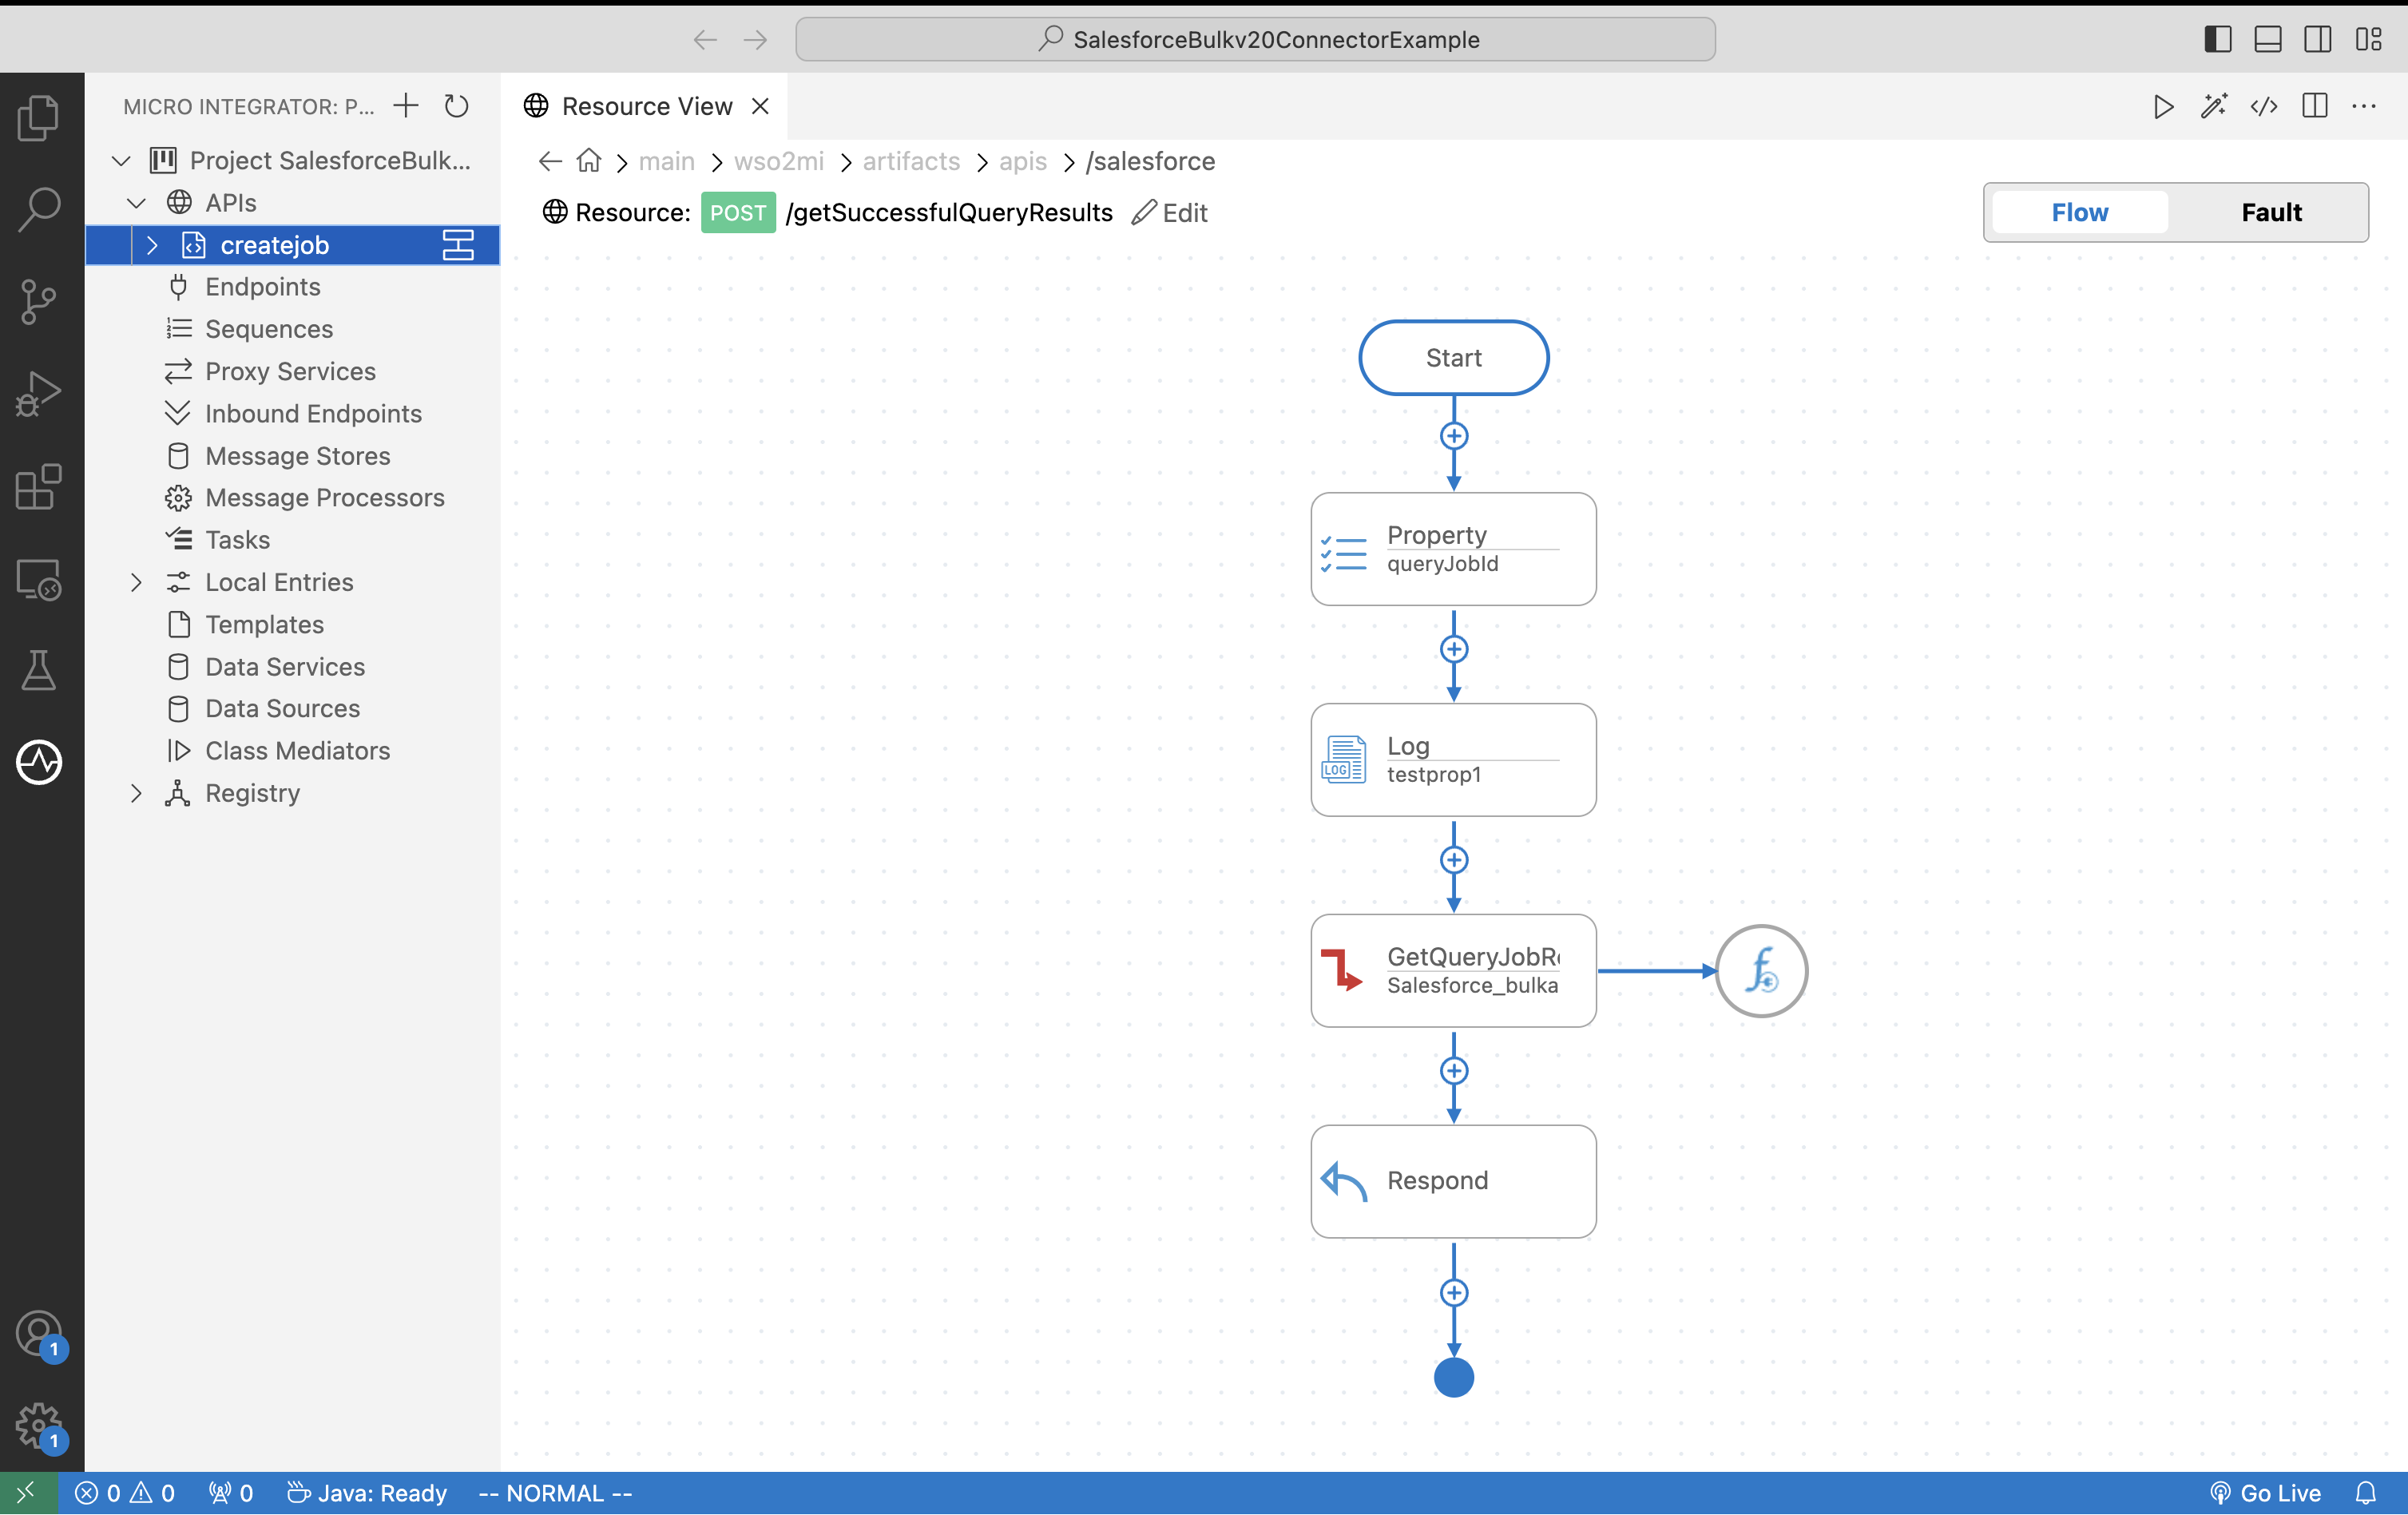 SalesforceBulkv20ConnectorExample
MICRO INTEGRATOR: P...
Resource View
Project SalesforceBulk...
APIs
createjob
Endpoints
Sequences
Proxy Services
Inbound Endpoints
Message Stores
Message Processors
Tasks
Local Entries
Templates
Data Services
Data Sources
Class Mediators
Registry
main wso2mi artifacts apis /salesforce
Resource: POST /getSuccessfulQueryResults Edit
Flow Fault
Start
Property
queryJobId
Log
testprop1
LOG
GetQueryJobR
Salesforce_bulka
Respond
1
1
0 0 0 Java: Ready -- NORMAL --
Go Live